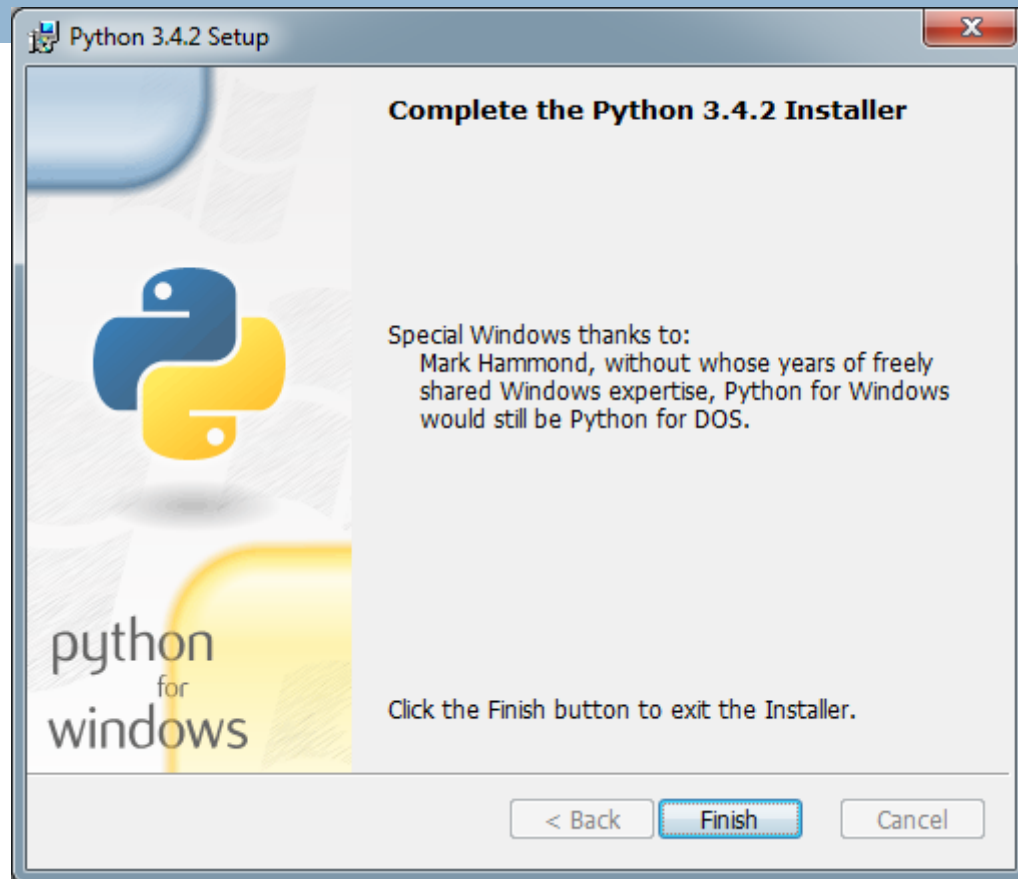 Python 3.4.2 Setup
Complete the Python 3.4.2 Installer
Special Windows thanks to:
Mark Hammond, without whose years of freely
shared Windows expertise, Python for Windows
would still be Python for DOS.
python
for
windows
Click the Finish button to exit the Installer.
< Back
Finish
Cancel